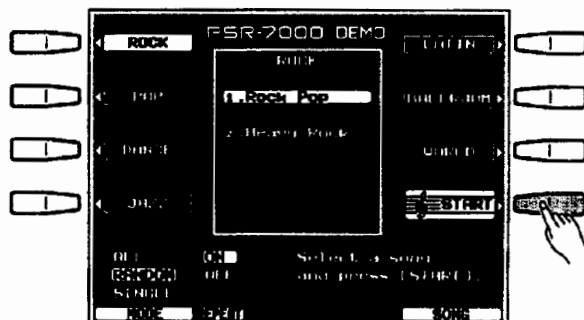 PSR-7000 DEMO
ROCK
POP
DANCE
JAZZ
ROCK
1.Rock Pop
2.Heavy Rock
LATIN
BALLROOM
WORLD
START
ALL
RANDOM
SINGLE
ON
OFF
Select a song
and press [START].
MODE
REPEAT
SONG